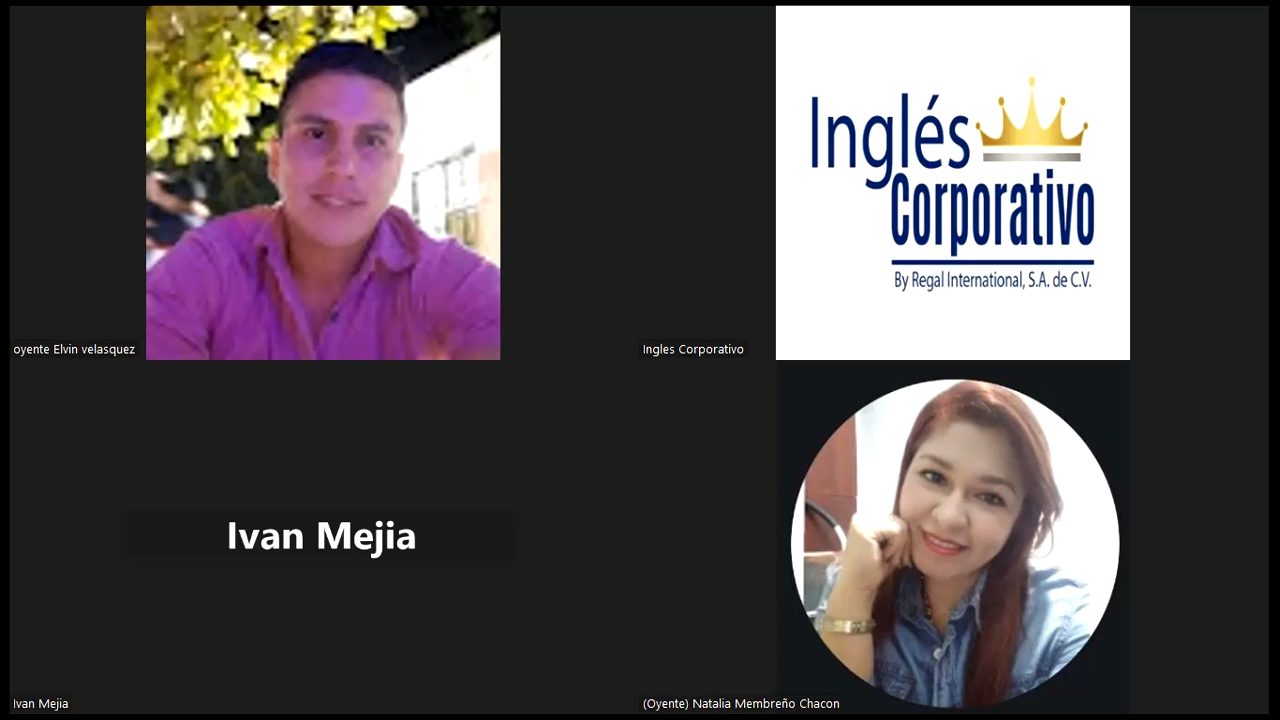 oyente Elvin velasquez
Inglés
Corporativo
By Regal International, S.A. de C.V.
Ingles Corporativo
Ivan Mejia
Ivan Mejia
(Oyente) Natalia Membreño Chacon